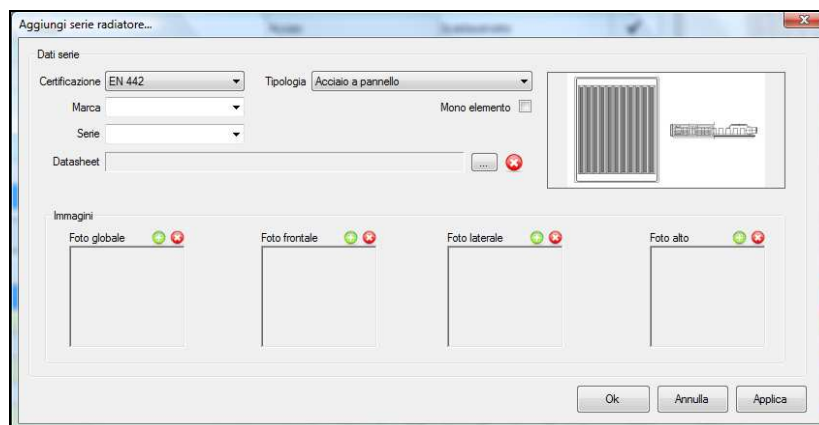 Aggiungi serie radiatore...
Dati serie
Certificazione EN 442 Tipologia Acciaio a pannello
Marca Mono elemento
Serie
Datasheet ...
Immagini
Foto globale Foto frontale Foto laterale Foto alto
Ok Annulla Applica